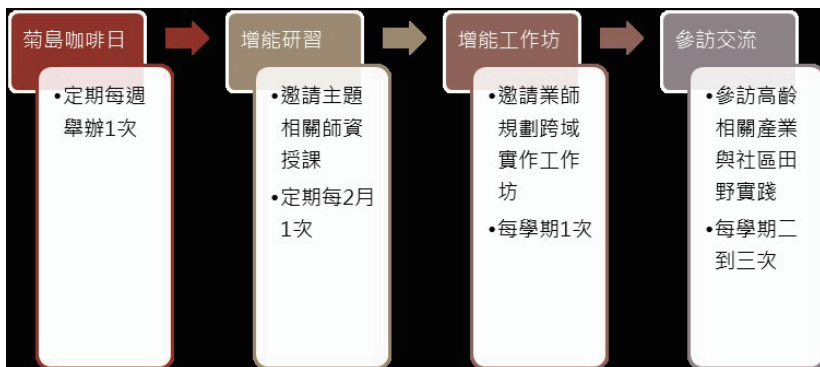 菊島咖啡日
•定期每週
舉辦1次
增能研習
•邀請主題
相關師資
授課
•定期每2月
1次
增能工作坊
•邀請業師
規劃跨域
實作工作
坊
•每學期1次
參訪交流
•參訪高齡
相關產業
與社區田
野實踐
•每學期二
到三次